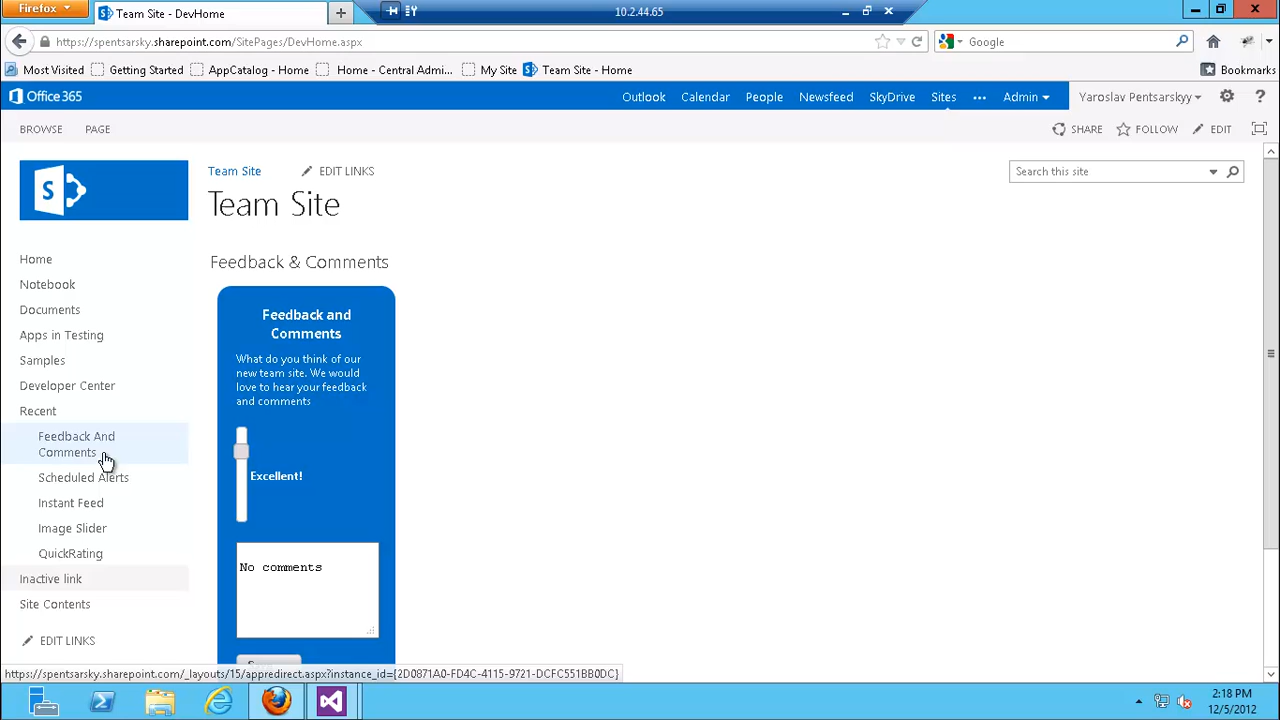 Firefox
Team Site - DevHome
10.2.44.65
https://spentsarsky.sharepoint.com/SitePages/DevHome.aspx
Google
Most Visited
Getting Started
AppCatalog - Home
Home - Central Admi...
My Site
Team Site - Home
Bookmarks
Office 365
Outlook
Calendar
People
Newsfeed
SkyDrive
Sites
Admin
Yaroslav Pentsarskyy
?
BROWSE
PAGE
SHARE
FOLLOW
EDIT
S
Team Site
EDIT LINKS
Search this site
Team Site
Home
Notebook
Documents
Apps in Testing
Samples
Developer Center
Recent
Feedback And
Comments
Scheduled Alerts
Instant Feed
Image Slider
QuickRating
Inactive link
Site Contents
EDIT LINKS
Feedback & Comments
Feedback and
Comments
What do you think of our
new team site. We would
love to hear your feedback
and comments
Excellent!
No comments
https://spentsarsky.sharepoint.com/_layouts/15/appredirect.aspx?instance_id={2D0871A0-FD4C-4115-9721-DCFC551BB0DC}
2:18 PM
12/5/2012